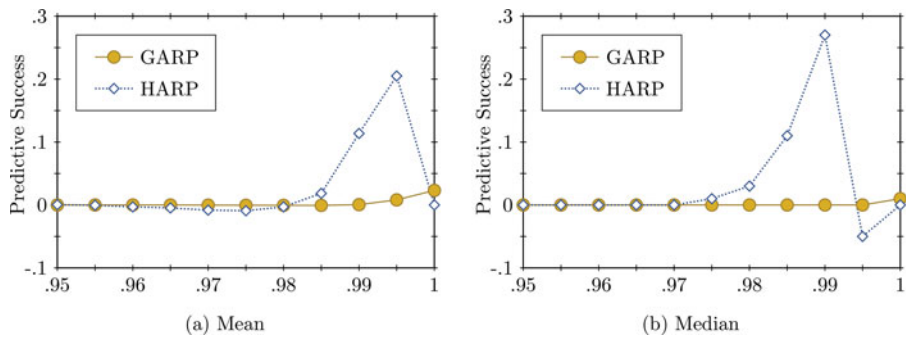 .3
.2
.1
0
-.1
Predictive Success
GARP
HARP
.95 .96 .97 .98 .99 1
(a) Mean
.3
.2
.1
0
-.1
Predictive Success
GARP
HARP
.95 .96 .97 .98 .99 1
(b) Median